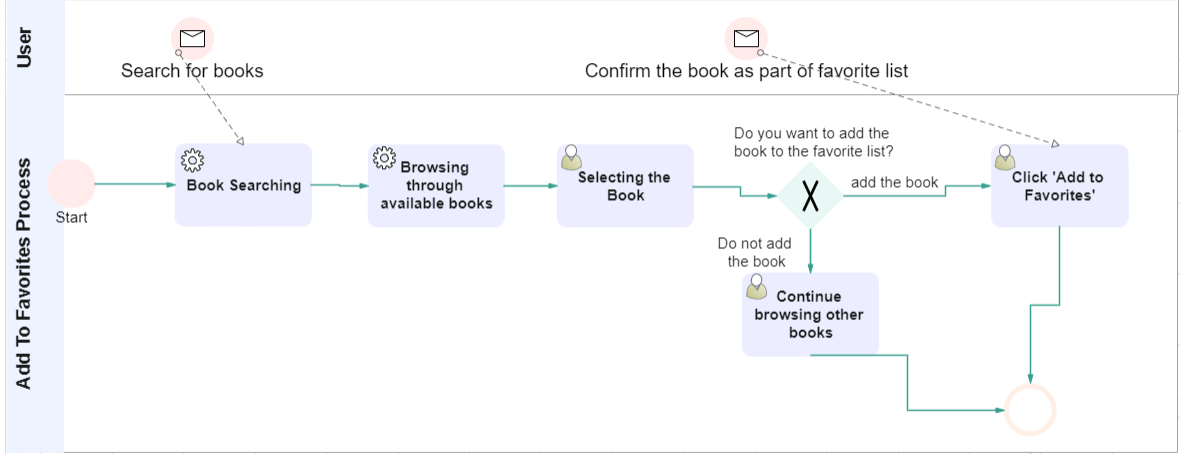 User
Search for books
Confirm the book as part of favorite list
Add To Favorites Process
Start
Book Searching
Browsing
through
available books
Selecting the
Book
Do you want to add the
book to the favorite list?
X
add the book
Click 'Add to
Favorites'
Do not add
the book
Continue
browsing other
books